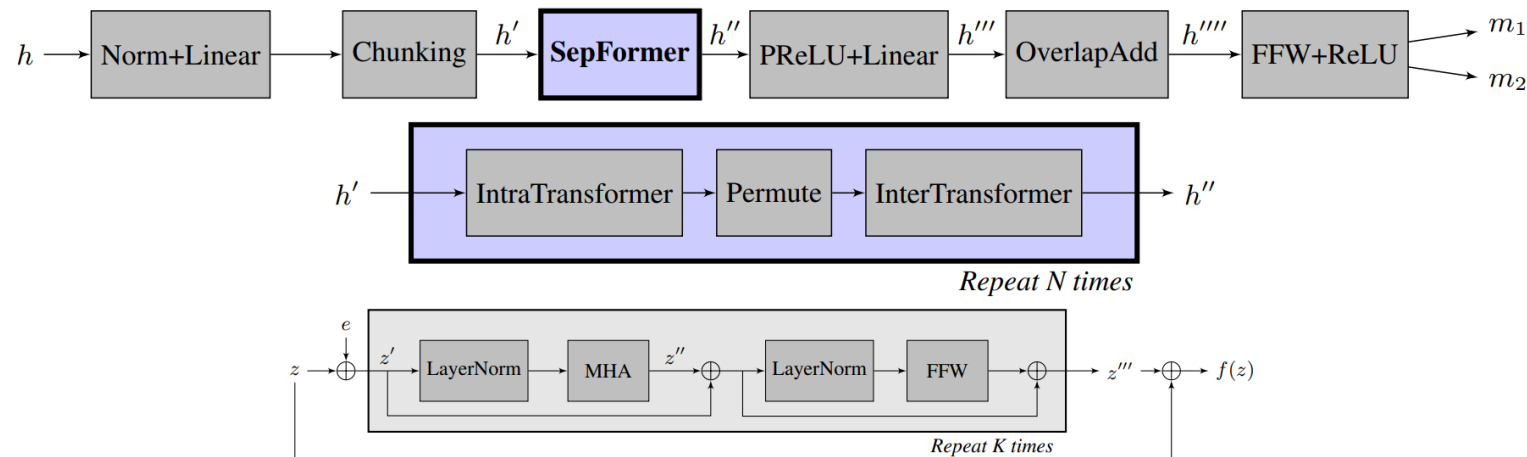 h Norm+Linear Chunking h′ SepFormer h′′ PReLU+Linear h′′′ OverlapAdd h′′′′ FFW+ReLU m1
m2
h′ IntraTransformer Permute InterTransformer h′′
Repeat N times
e
z z′ LayerNorm MHA z′′ LayerNorm FFW z′′′ f(z)
Repeat K times